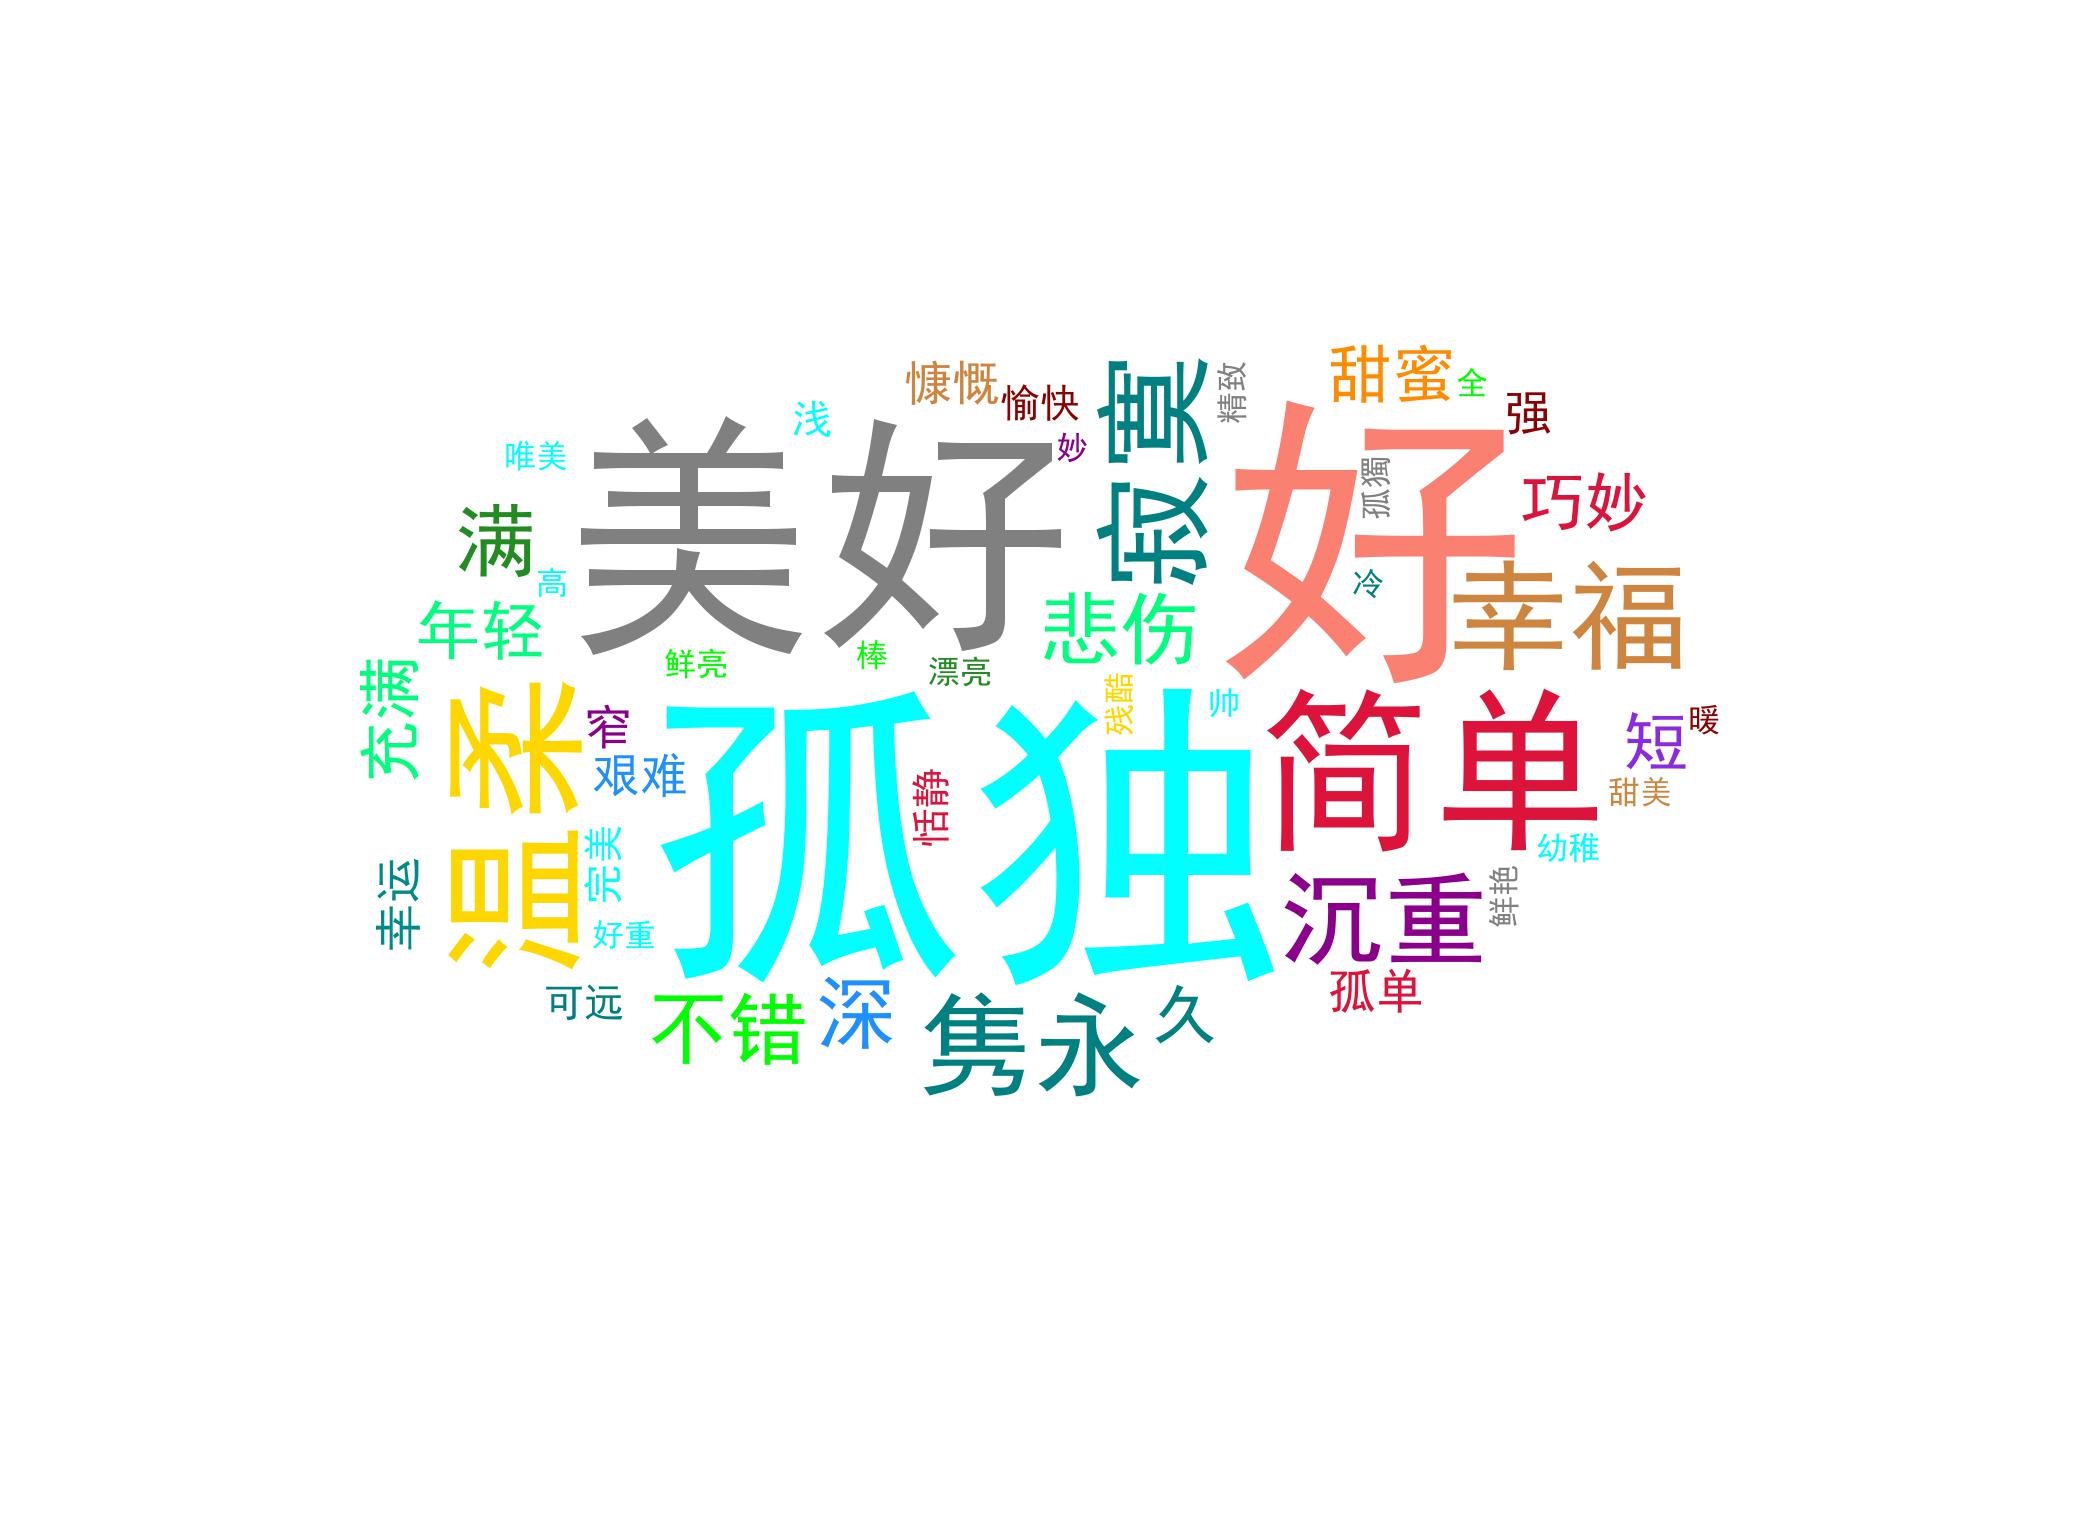 甜蜜
全
慷慨
愉快
寂寞
精致
强
浅
好
妙
唯美
美好
孤獨
巧妙
满
高
冷
幸福
年轻
悲伤
鲜亮
棒
漂亮
充满
温柔
窄
孤独
残酷
帅
简单
短
暖
艰难
恬静
甜美
完美
幼稚
幸运
好重
沉重
鲜艳
可远
不错
深
隽永
久
孤单